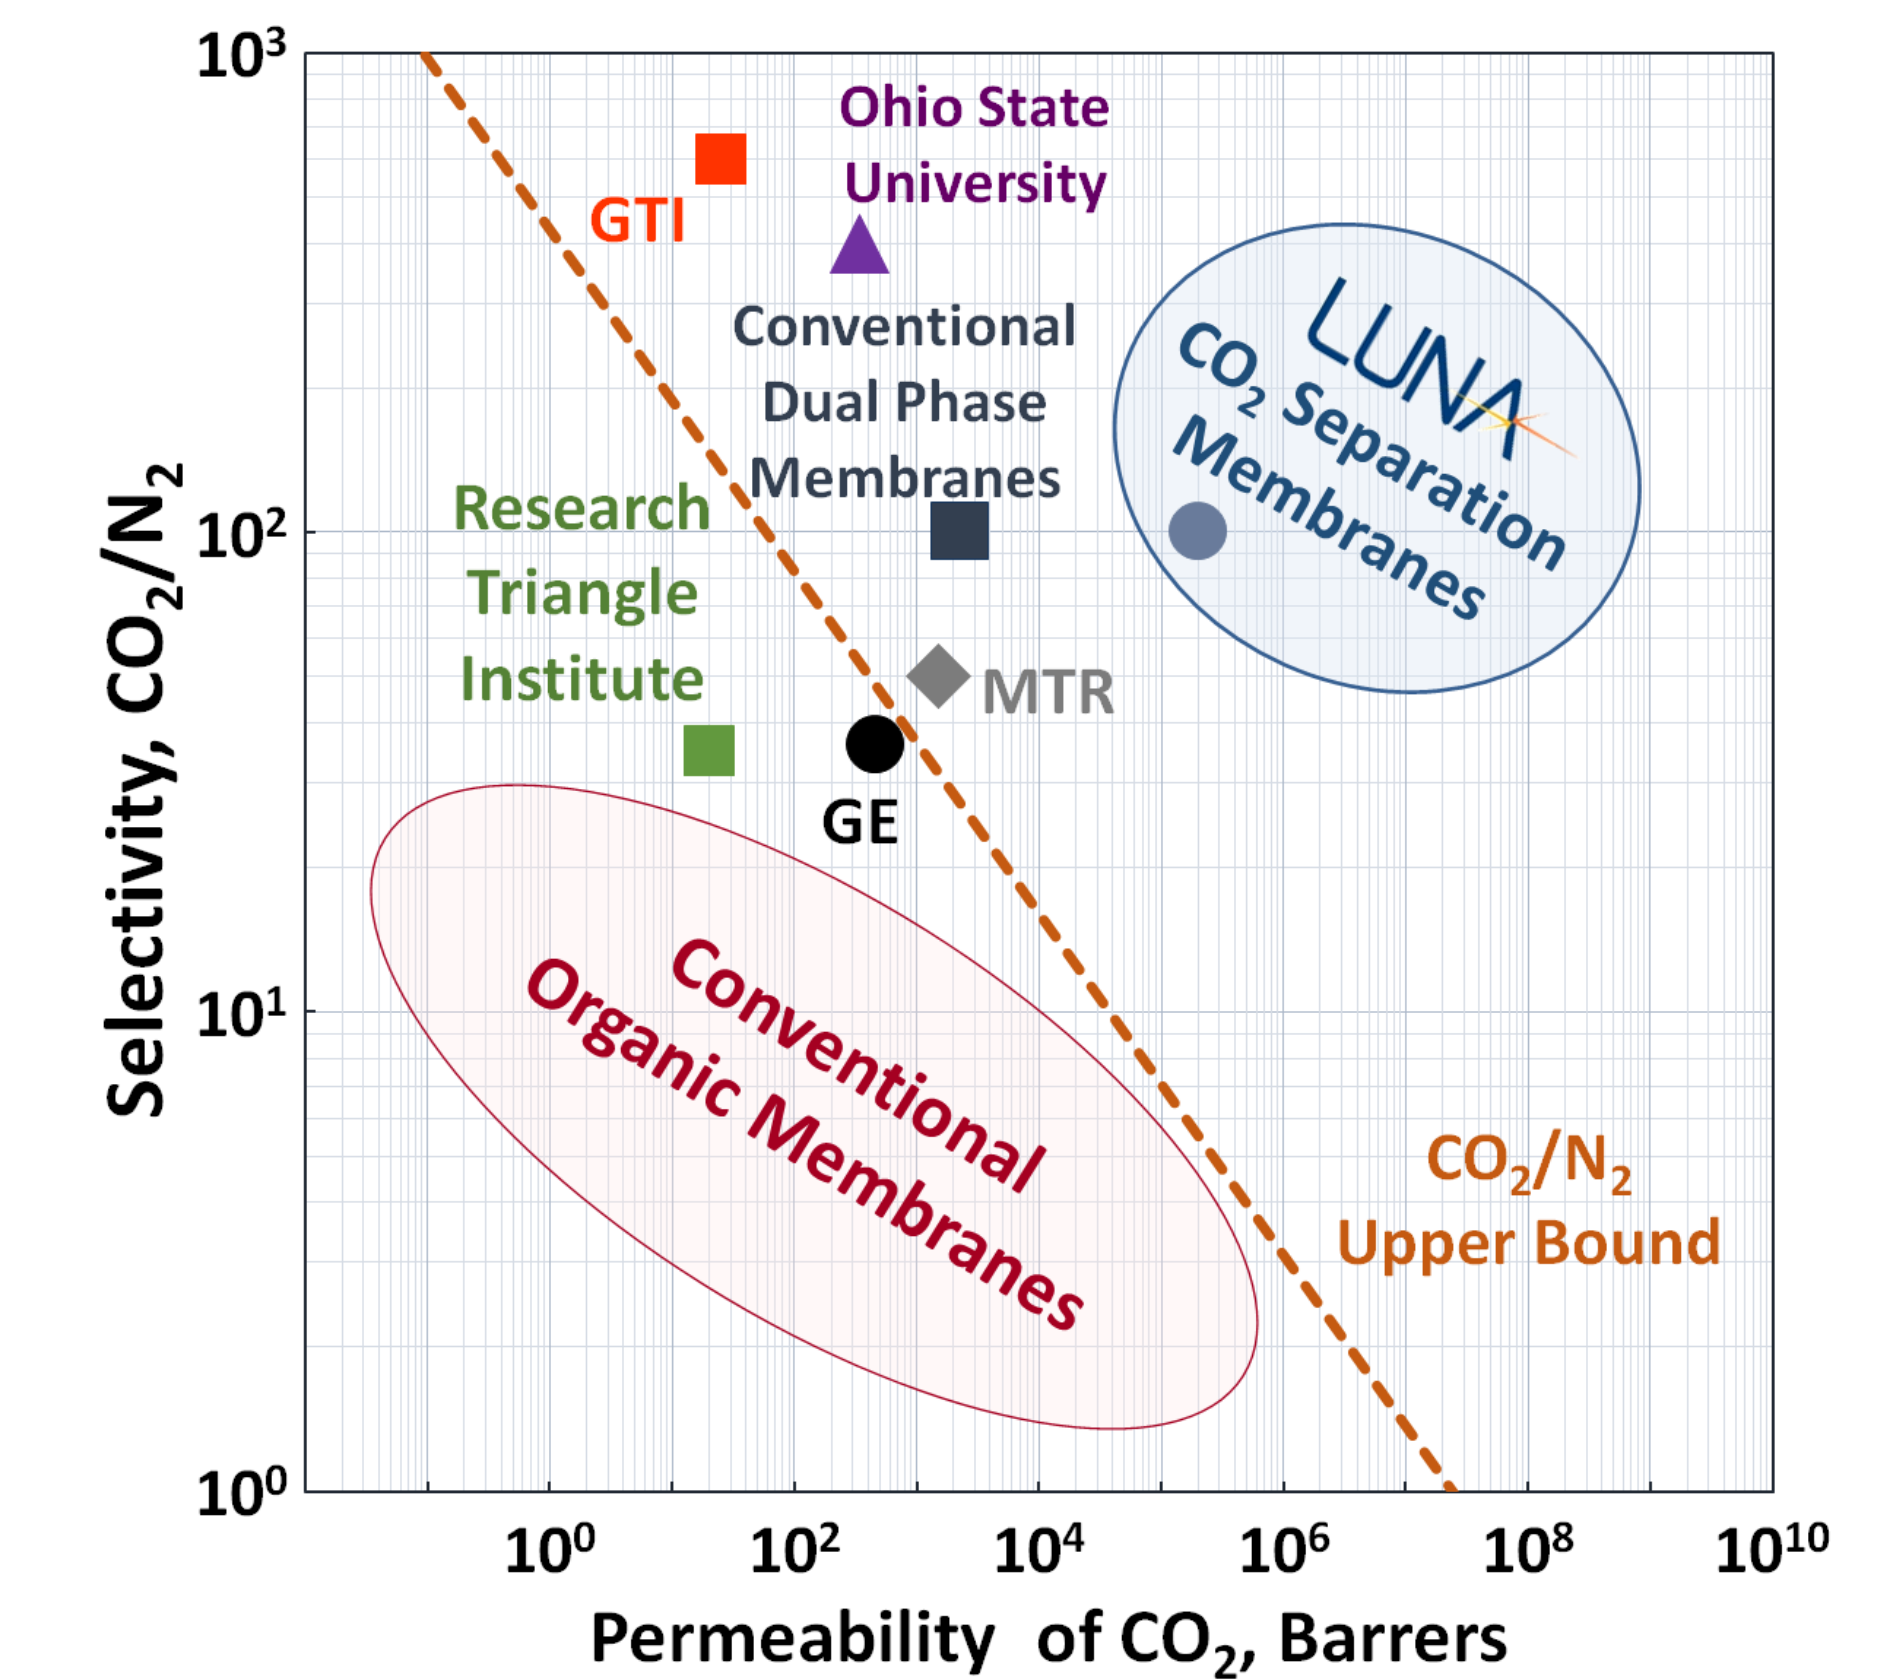 10³
Ohio State
University
GTI
Conventional
Dual Phase
Membranes
LUNA
CO₂ Separation
Membranes
Research
Triangle
Institute
10²
MTR
GE
Selectivity, CO₂/N₂
10¹
Conventional
Organic Membranes
CO₂/N₂
Upper Bound
10⁰
10⁰ 10² 10⁴ 10⁶ 10⁸ 10¹⁰
Permeability of CO₂, Barrers